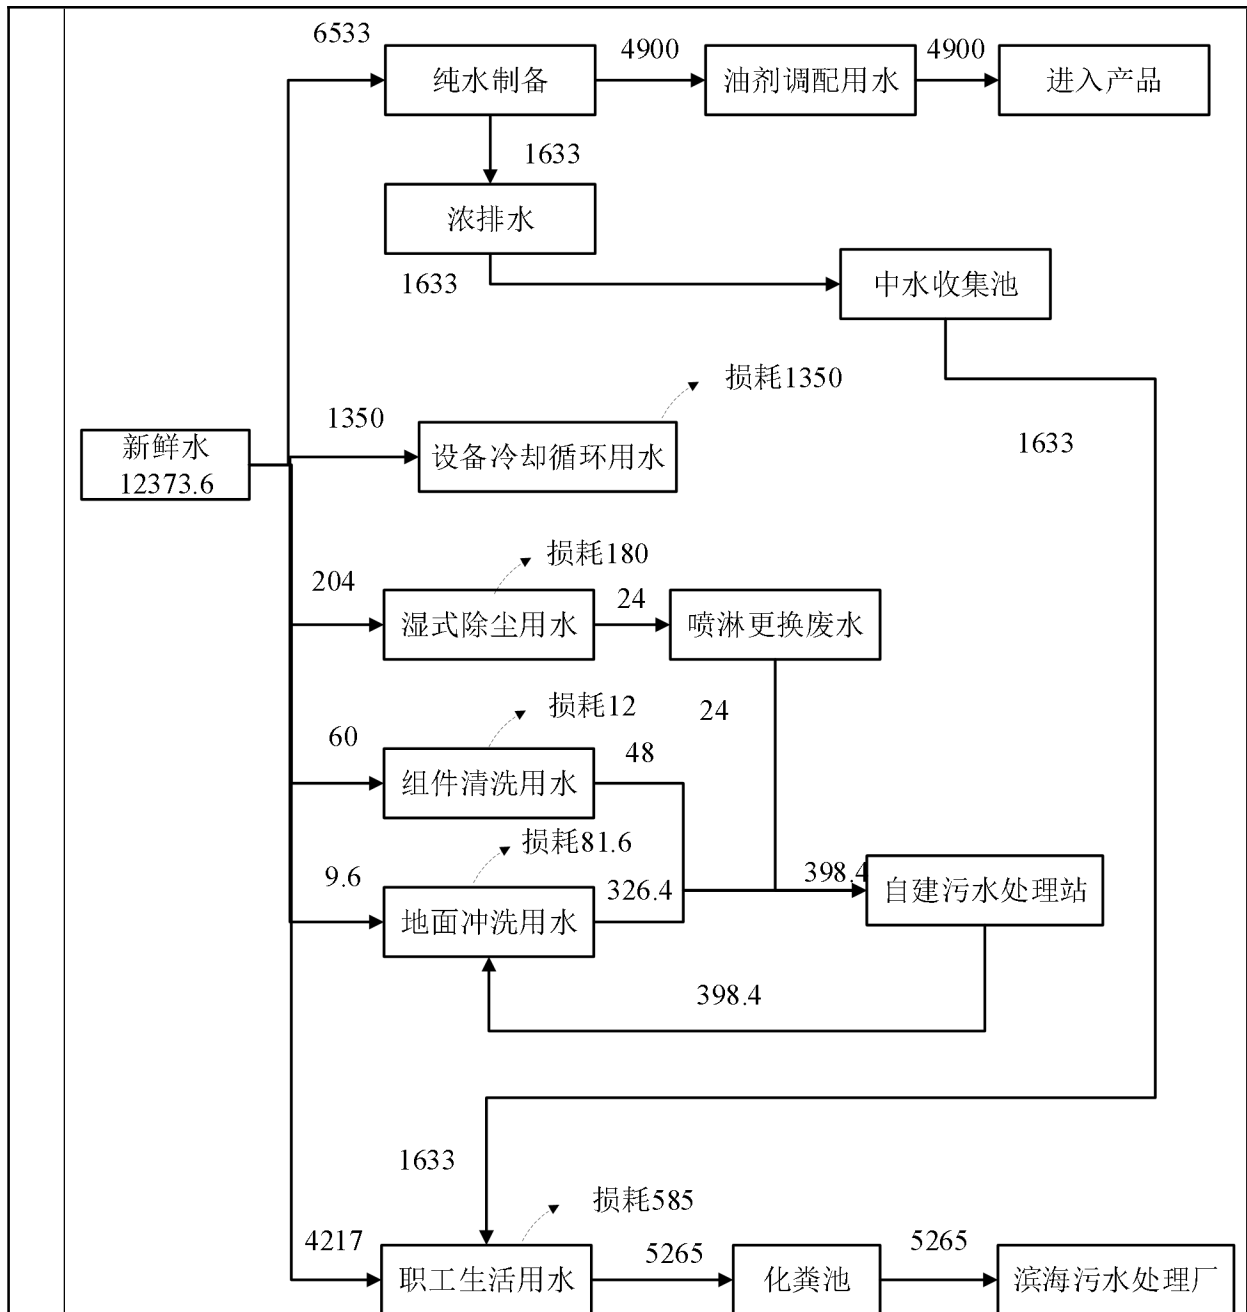 6533
纯水制备
4900
油剂调配用水
4900
进入产品
1633
浓排水
1633
中水收集池
1633
新鲜水
12373.6
1350
设备冷却循环用水
损耗1350
204
湿式除尘用水
损耗180
24
喷淋更换废水
24
60
组件清洗用水
损耗12
48
9.6
地面冲洗用水
损耗81.6
326.4
398.4
自建污水处理站
398.4
1633
4217
职工生活用水
损耗585
5265
化粪池
5265
滨海污水处理厂